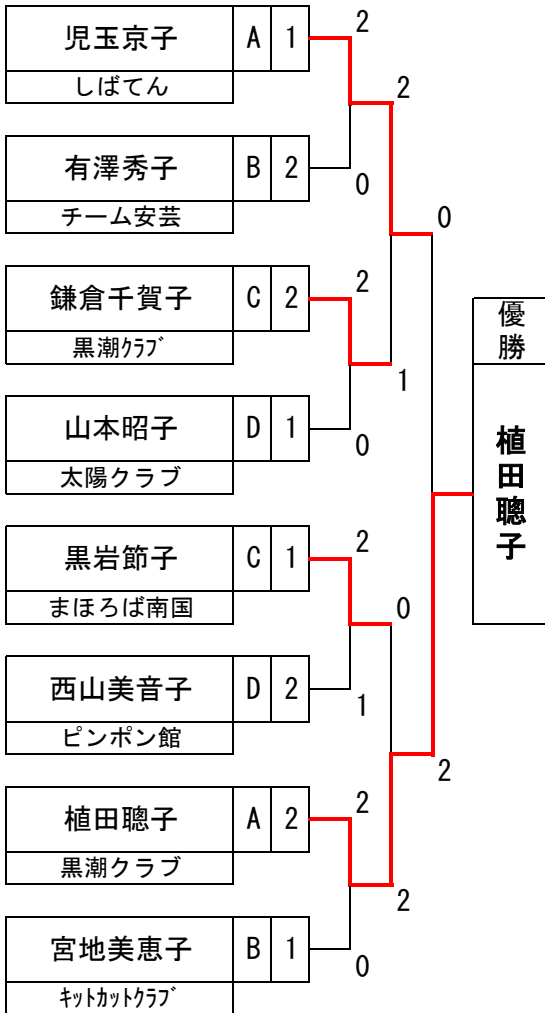 児玉京子 A 1
しばてん
2
2
有澤秀子 B 2
チーム安芸
0
0
鎌倉千賀子 C 2
黒潮ｸﾗﾌﾞ
2
1
山本昭子 D 1
太陽クラブ
0
優勝
植田聰子
黒岩節子 C 1
まほろば南国
2
0
西山美音子 D 2
ピンポン館
1
2
植田聰子 A 2
黒潮クラブ
2
2
宮地美恵子 B 1
ｷｯﾄｶｯﾄｸﾗﾌﾞ
0